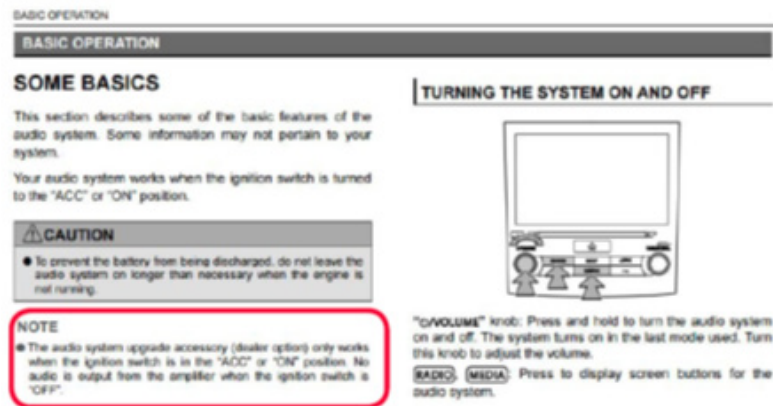 BASIC OPERATION
BASIC OPERATION
SOME BASICS
This section describes some of the basic features of the
audio system. Some information may not pertain to your
system.
Your audio system works when the ignition switch is turned
to the "ACC" or "ON" position.
CAUTION
● To prevent the battery from being discharged, do not leave the
audio system on longer than necessary when the engine is
not running.
NOTE
● The audio system upgrade accessory (dealer option) only works
when the ignition switch is in the "ACC" or "ON" position. No
audio is output from the amplifier when the ignition switch is
"OFF".
TURNING THE SYSTEM ON AND OFF
"⏻/VOLUME" knob: Press and hold to turn the audio system
on and off. The system turns on in the last mode used. Turn
this knob to adjust the volume.
RADIO, MEDIA: Press to display screen buttons for the
audio system.